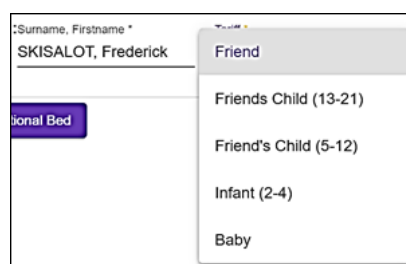 Surname, Firstname *
SKISALOT, Frederick
Tariff *
Friend
Friends Child (13-21)
Friend's Child (5-12)
Infant (2-4)
Baby
tional Bed